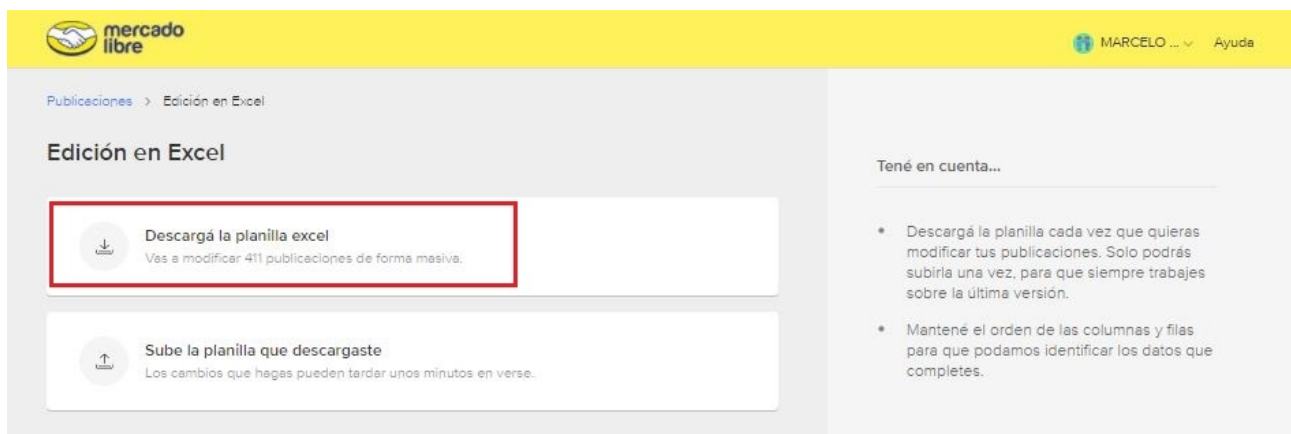 mercado
libre
MARCELO ... Ayuda
Publicaciones > Edición en Excel
Edición en Excel
Descargá la planilla excel
Vas a modificar 411 publicaciones de forma masiva.
Sube la planilla que descargaste
Los cambios que hagas pueden tardar unos minutos en verse.
Tené en cuenta...
• Descargá la planilla cada vez que quieras
modificar tus publicaciones. Solo podrás
subirla una vez, para que siempre trabajes
sobre la última versión.
• Mantené el orden de las columnas y filas
para que podamos identificar los datos que
completes.